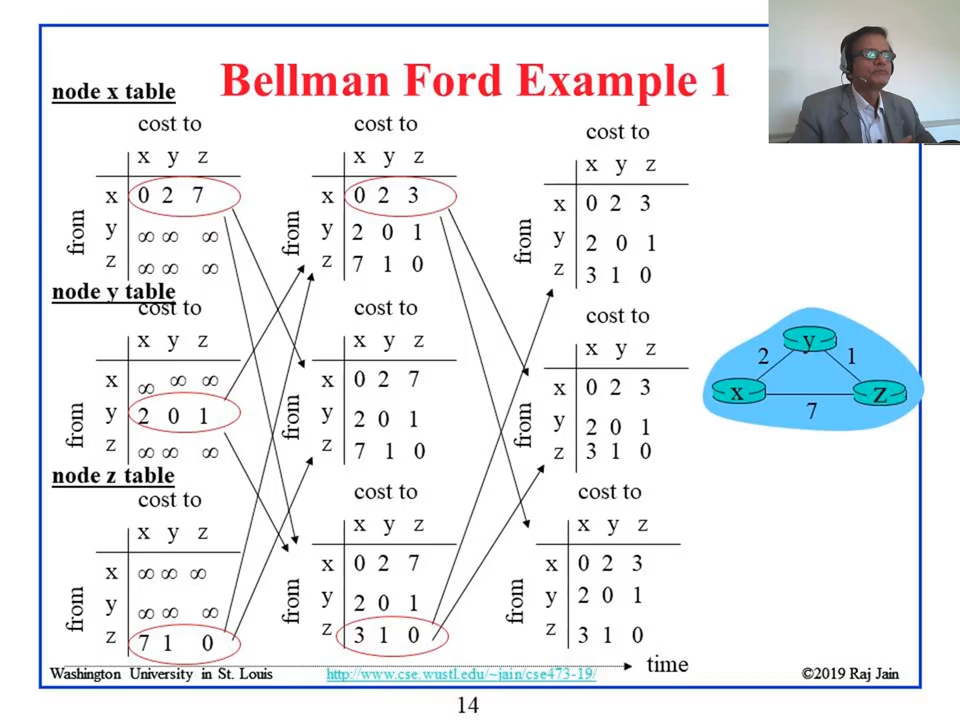 Bellman Ford Example 1
node x table
cost to
x y z
from
x 0 2 7
y ∞ ∞ ∞
z ∞ ∞ ∞
cost to
x y z
from
x 0 2 3
y 2 0 1
z 7 1 0
cost to
x y z
from
x 0 2 3
y 2 0 1
z 3 1 0
node y table
cost to
x y z
from
x ∞ ∞ ∞
y 2 0 1
z ∞ ∞ ∞
cost to
x y z
from
x 0 2 7
y 2 0 1
z 7 1 0
cost to
x y z
from
x 0 2 3
y 2 0 1
z 3 1 0
node z table
cost to
x y z
from
x ∞ ∞ ∞
y ∞ ∞ ∞
z 7 1 0
cost to
x y z
from
x 0 2 7
y 2 0 1
z 3 1 0
cost to
x y z
from
x 0 2 3
y 2 0 1
z 3 1 0
y
2 1
x z
7
time
Washington University in St. Louis
http://www.cse.wustl.edu/~jain/cse473-19/
©2019 Raj Jain
14